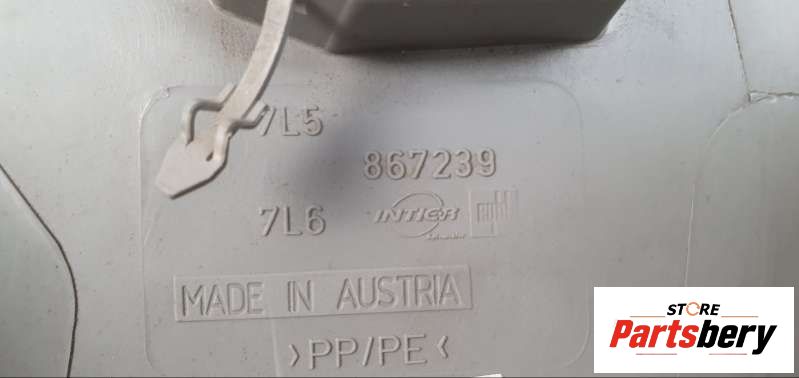 7L5
867239
7L6 INTIER
MADE IN AUSTRIA
>PP/PE<
STORE
Partsbery